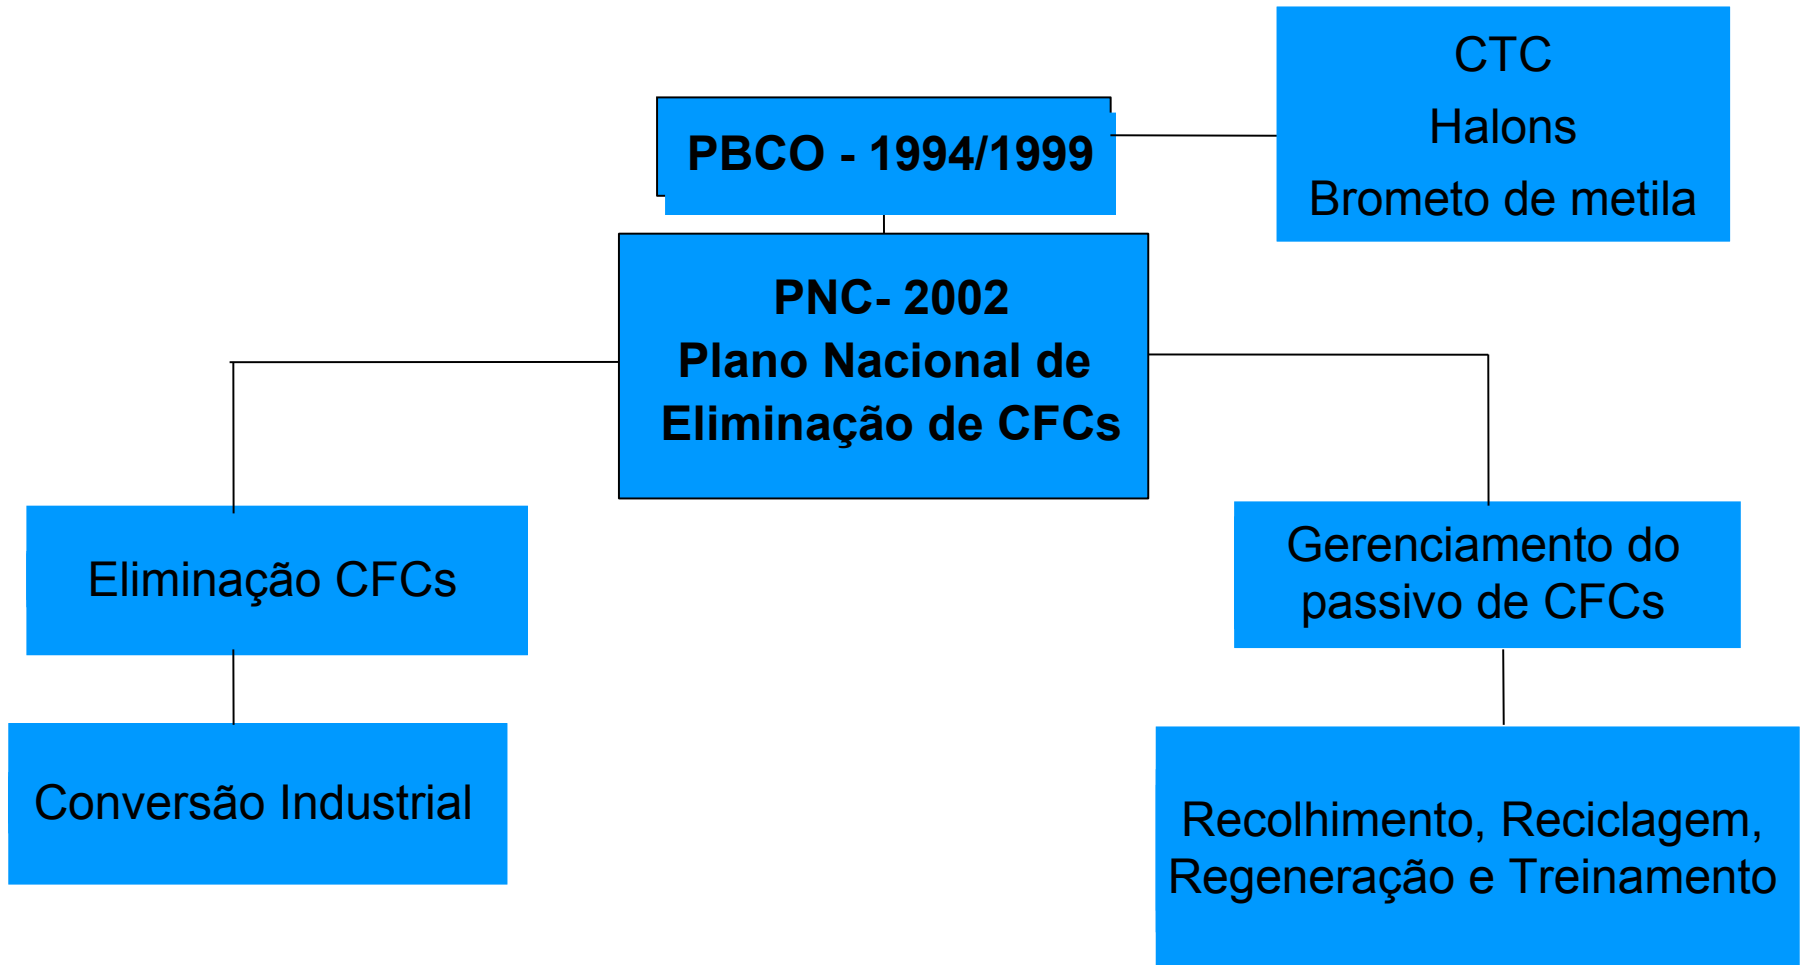 CTC
Halons
Brometo de metila
PBCO - 1994/1999
PNC- 2002
Plano Nacional de
Eliminação de CFCs
Eliminação CFCs
Gerenciamento do
passivo de CFCs
Conversão Industrial
Recolhimento, Reciclagem,
Regeneração e Treinamento